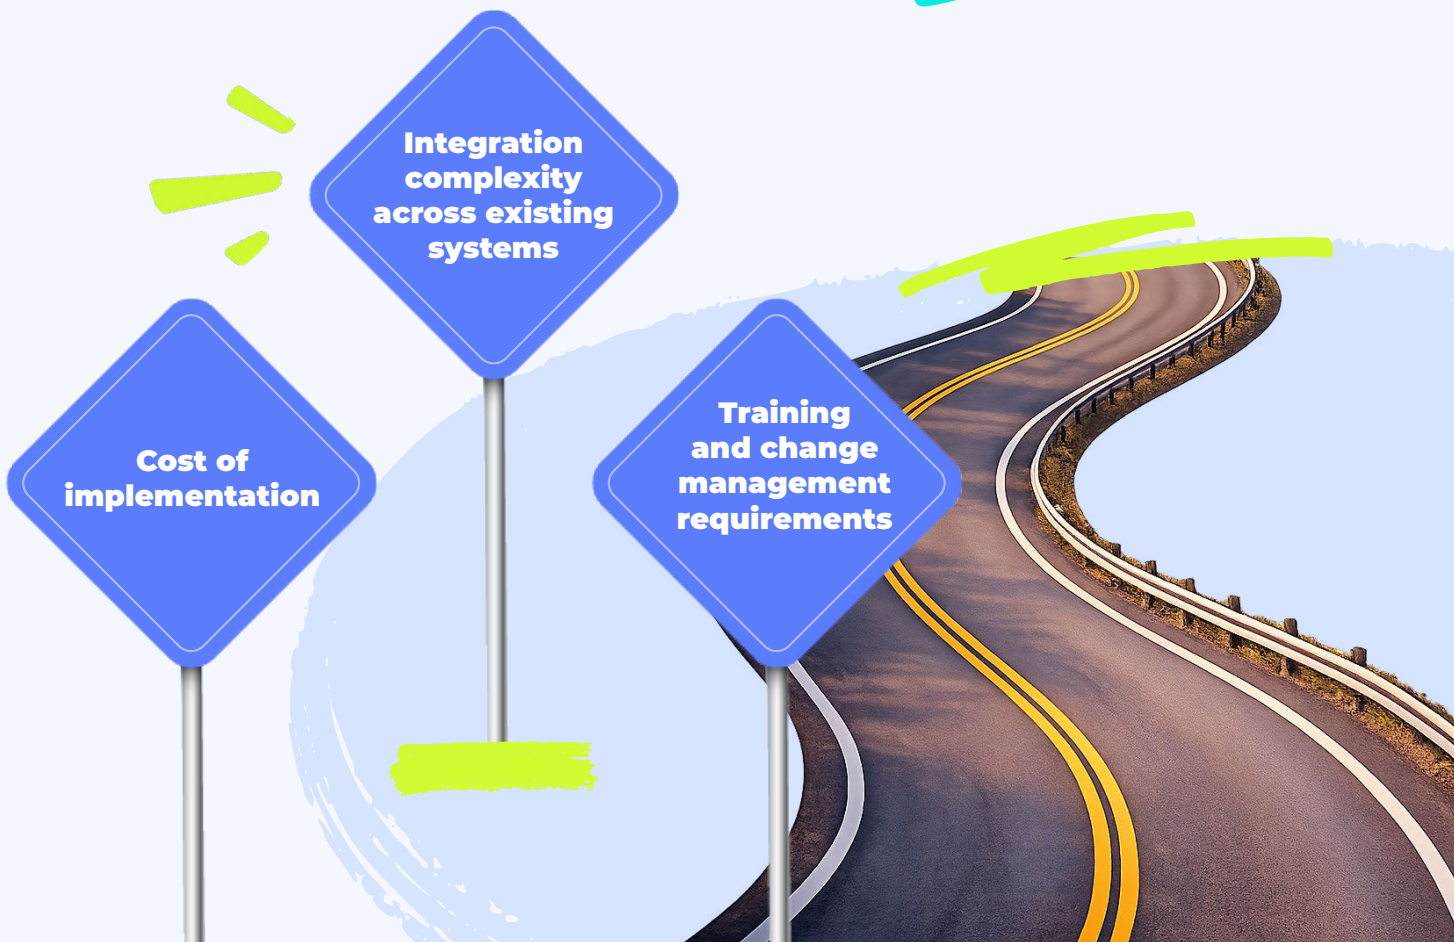 Integration
complexity
across existing
systems
Cost of
implementation
Training
and change
management
requirements